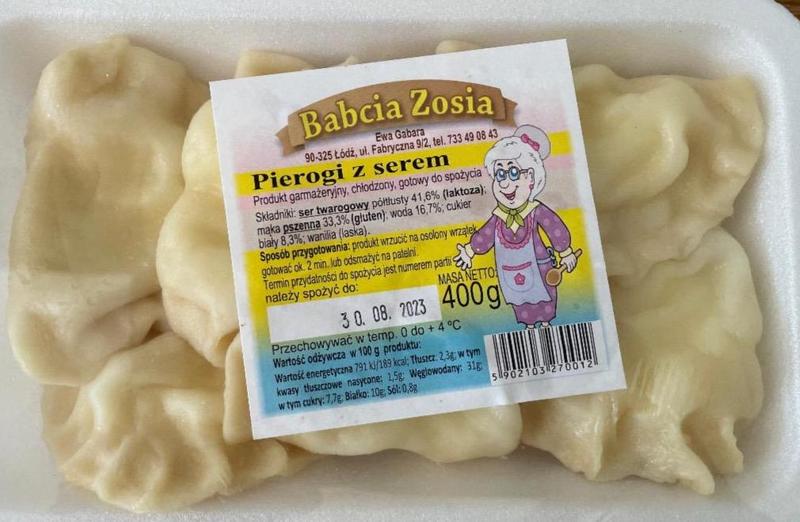 Babcia Zosia
Ewa Gabara
90-325 Łódź, ul. Fabryczna 9/2, tel. 733 49 08 43
Pierogi z serem
Produkt garmażeryjny, chłodzony, gotowy do spożycia
Składniki: ser twarogowy półtłusty 41,6% (laktoza);
mąka pszenna 33,3% (gluten); woda 16,7%; cukier
biały 8,3%; wanilia (laska).
Sposób przygotowania: produkt wrzucić na osolony wrzątek,
gotować ok. 2 min. lub odsmażyć na patelni.
Termin przydatności do spożycia jest numerem partii
należy spożyć do:
MASA NETTO:
400g
30. 08. 2023
Przechowywać w temp. 0 do + 4 °C
Wartość odżywcza w 100 g produktu:
Wartość energetyczna 791 kj/189 kcal; Tłuszcz: 2,3g; w tym
kwasy tłuszczowe nasycone: 1,5g; Węglowodany: 31g;
w tym cukry: 7,7g; Białko: 10g; Sól: 0,8g
5 902103 270012